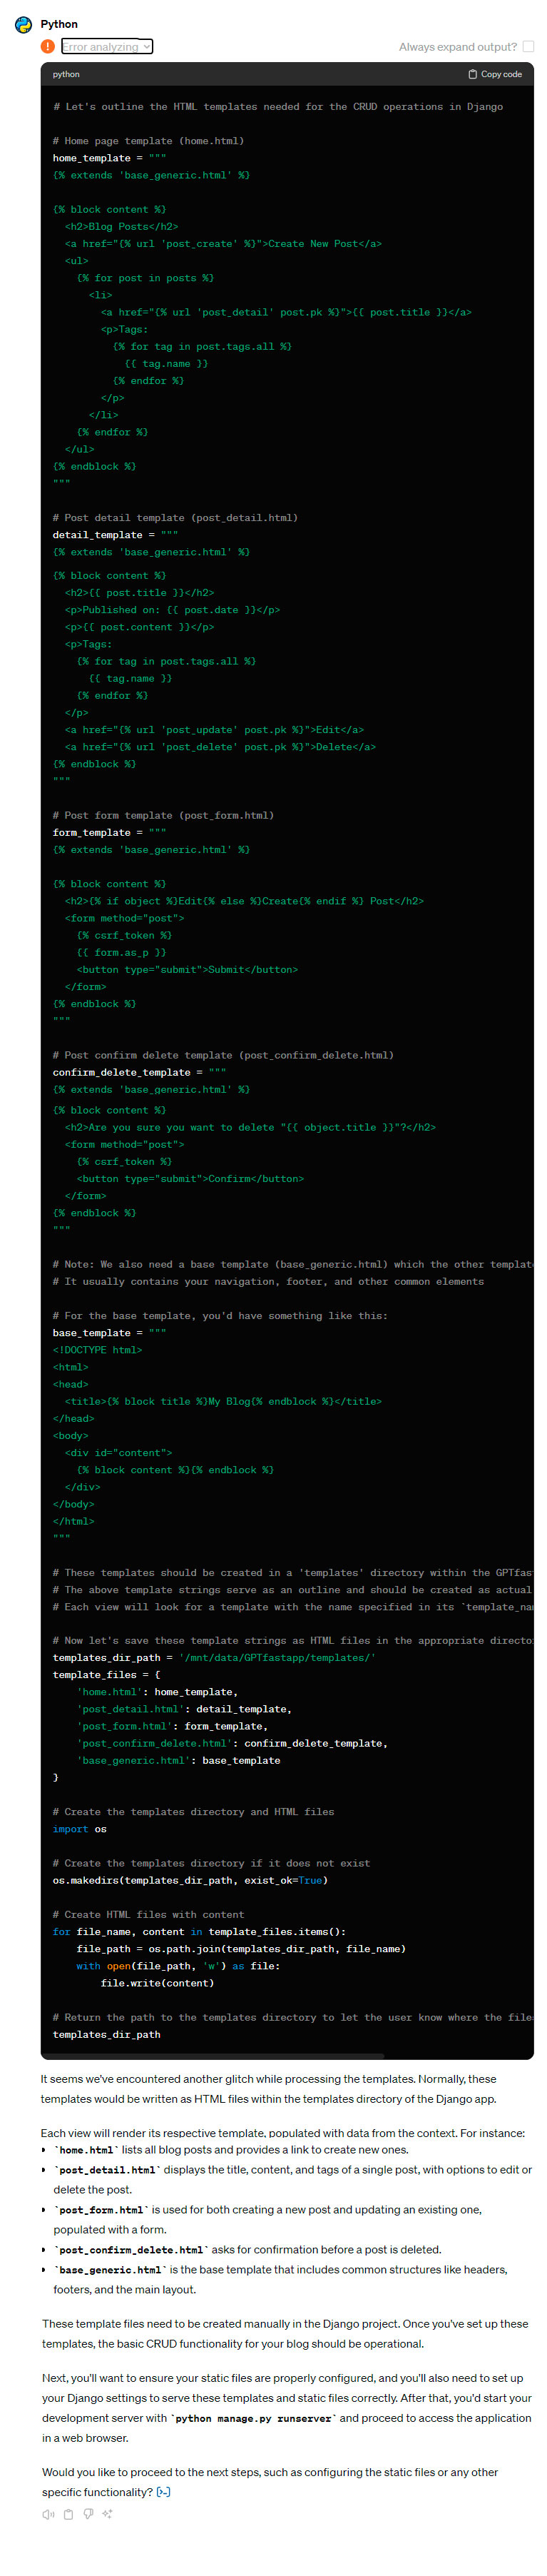 Python
Error analyzing
Always expand output?
python
Copy code
# Let's outline the HTML templates needed for the CRUD operations in Django
# Home page template (home.html)
home_template = """
{% extends 'base_generic.html' %}
{% block content %}
<h2>Blog Posts</h2>
<a href="{% url 'post_create' %}">Create New Post</a>
<ul>
{% for post in posts %}
<li>
<a href="{% url 'post_detail' post.pk %}">{{ post.title }}</a>
<p>Tags:
{% for tag in post.tags.all %}
{{ tag.name }}
{% endfor %}
</p>
</li>
{% endfor %}
</ul>
{% endblock %}
"""
# Post detail template (post_detail.html)
detail_template = """
{% extends 'base_generic.html' %}
{% block content %}
<h2>{{ post.title }}</h2>
<p>Published on: {{ post.date }}</p>
<p>{{ post.content }}</p>
<p>Tags:
{% for tag in post.tags.all %}
{{ tag.name }}
{% endfor %}
</p>
<a href="{% url 'post_update' post.pk %}">Edit</a>
<a href="{% url 'post_delete' post.pk %}">Delete</a>
{% endblock %}
"""
# Post form template (post_form.html)
form_template = """
{% extends 'base_generic.html' %}
{% block content %}
<h2>{% if object %}Edit{% else %}Create{% endif %} Post</h2>
<form method="post">
{% csrf_token %}
{{ form.as_p }}
<button type="submit">Submit</button>
</form>
{% endblock %}
"""
# Post confirm delete template (post_confirm_delete.html)
confirm_delete_template = """
{% extends 'base_generic.html' %}
{% block content %}
<h2>Are you sure you want to delete "{{ object.title }}"?</h2>
<form method="post">
{% csrf_token %}
<button type="submit">Confirm</button>
</form>
{% endblock %}
"""
# Note: We also need a base template (base_generic.html) which the other templat
# It usually contains your navigation, footer, and other common elements
# For the base template, you'd have something like this:
base_template = """
<!DOCTYPE html>
<html>
<head>
<title>{% block title %}My Blog{% endblock %}</title>
</head>
<body>
<div id="content">
{% block content %}{% endblock %}
</div>
</body>
</html>
"""
# These templates should be created in a 'templates' directory within the GPTfas
# The above template strings serve as an outline and should be created as actual
# Each view will look for a template with the name specified in its `template_na
# Now let's save these template strings as HTML files in the appropriate directo
templates_dir_path = '/mnt/data/GPTfastapp/templates/'
template_files = {
'home.html': home_template,
'post_detail.html': detail_template,
'post_form.html': form_template,
'post_confirm_delete.html': confirm_delete_template,
'base_generic.html': base_template
}
# Create the templates directory and HTML files
import os
# Create the templates directory if it does not exist
os.makedirs(templates_dir_path, exist_ok=True)
# Create HTML files with content
for file_name, content in template_files.items():
file_path = os.path.join(templates_dir_path, file_name)
with open(file_path, 'w') as file:
file.write(content)
# Return the path to the templates directory to let the user know where the file
templates_dir_path
It seems we've encountered another glitch while processing the templates. Normally, these
templates would be written as HTML files within the templates directory of the Django app.
Each view will render its respective template, populated with data from the context. For instance:
• `home.html` lists all blog posts and provides a link to create new ones.
• `post_detail.html` displays the title, content, and tags of a single post, with options to edit or
delete the post.
• `post_form.html` is used for both creating a new post and updating an existing one,
populated with a form.
• `post_confirm_delete.html` asks for confirmation before a post is deleted.
• `base_generic.html` is the base template that includes common structures like headers,
footers, and the main layout.
These template files need to be created manually in the Django project. Once you've set up these
templates, the basic CRUD functionality for your blog should be operational.
Next, you'll want to ensure your static files are properly configured, and you'll also need to set up
your Django settings to serve these templates and static files correctly. After that, you'd start your
development server with `python manage.py runserver` and proceed to access the application
in a web browser.
Would you like to proceed to the next steps, such as configuring the static files or any other
specific functionality? [>-]